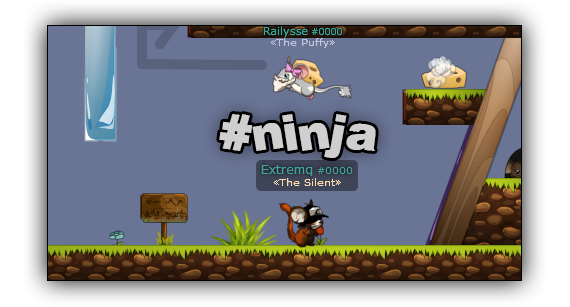 Railysse #0000
«The Puffy»
#ninja
Extremq #0000
«The Silent»